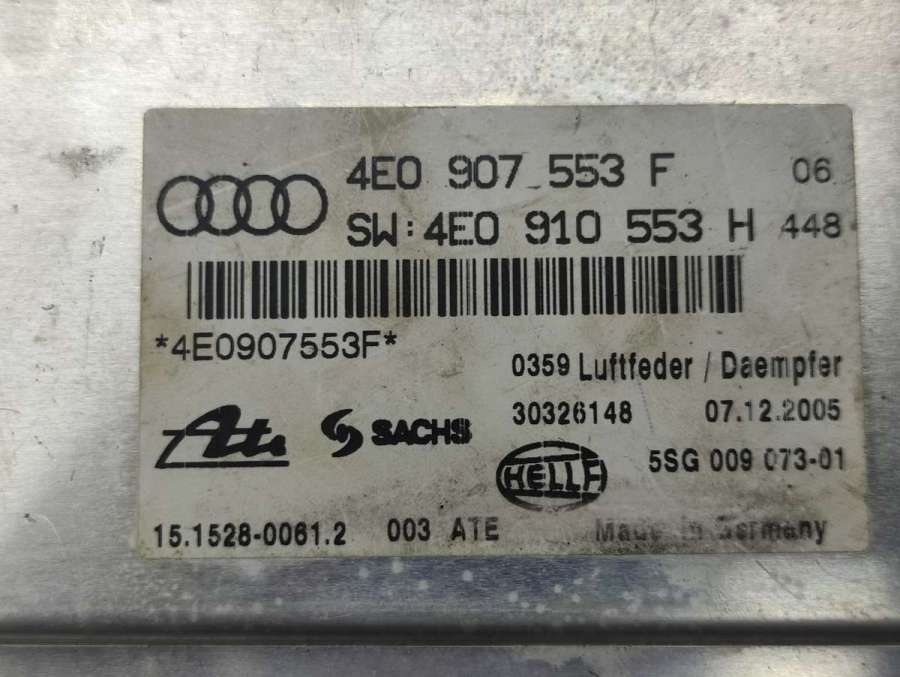 4E0 907 553 F 06
SW:4E0 910 553 H 448
*4E0907553F*
0359 Luftfeder / Daempfer
30326148 07.12.2005
Ate SACHS
HELLA 5SG 009 073-01
15.1528-0061.2 003 ATE Made in Germany